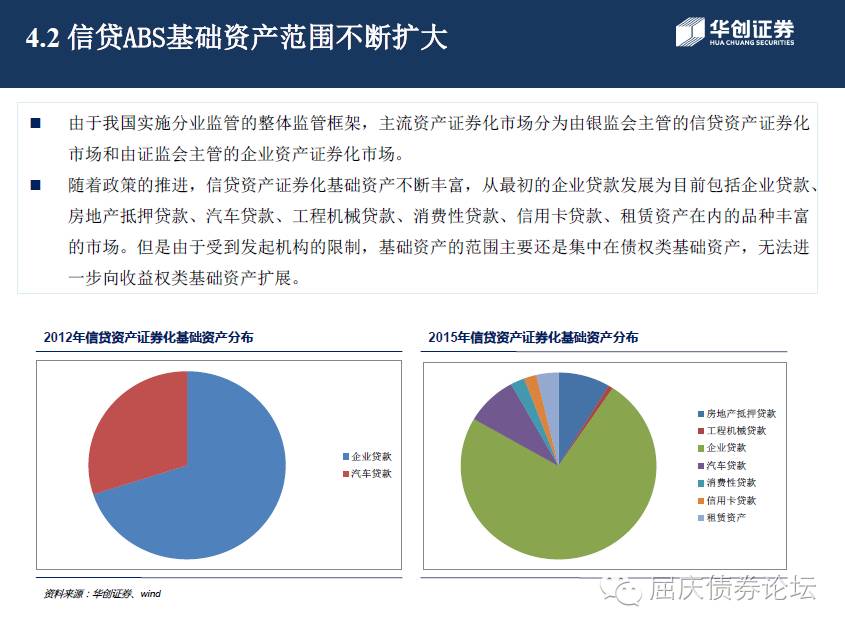 4.2 信贷ABS基础资产范围不断扩大
华创证券
HUA CHUANG SECURITIES
由于我国实施分业监管的整体监管框架，主流资产证券化市场分为由银监会主管的信贷资产证券化
市场和由证监会主管的企业资产证券化市场。
随着政策的推进，信贷资产证券化基础资产不断丰富，从最初的企业贷款发展为目前包括企业贷款、
房地产抵押贷款、汽车贷款、工程机械贷款、消费性贷款、信用卡贷款、租赁资产在内的品种丰富
的市场。但是由于受到发起机构的限制，基础资产的范围主要还是集中在债权类基础资产，无法进
一步向收益权类基础资产扩展。
2012年信贷资产证券化基础资产分布
企业贷款
汽车贷款
2015年信贷资产证券化基础资产分布
房地产抵押贷款
工程机械贷款
企业贷款
汽车贷款
消费性贷款
信用卡贷款
租赁资产
资料来源：华创证券、wind
屈庆债券论坛